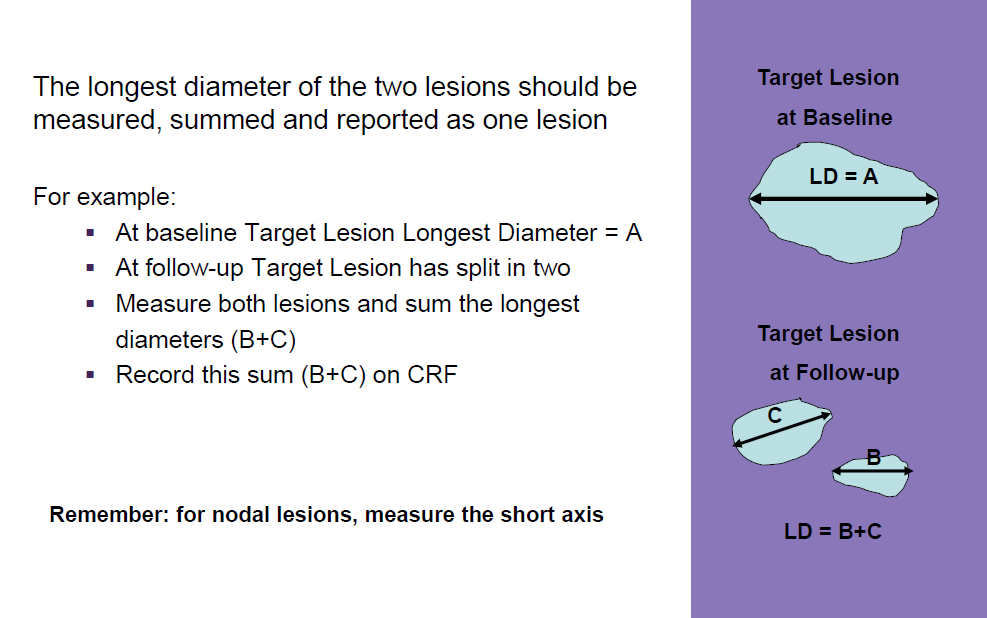 The longest diameter of the two lesions should be
measured, summed and reported as one lesion
For example:
▪ At baseline Target Lesion Longest Diameter = A
▪ At follow-up Target Lesion has split in two
▪ Measure both lesions and sum the longest
diameters (B+C)
▪ Record this sum (B+C) on CRF
Remember: for nodal lesions, measure the short axis
Target Lesion
at Baseline
LD = A
Target Lesion
at Follow-up
C
B
LD = B+C